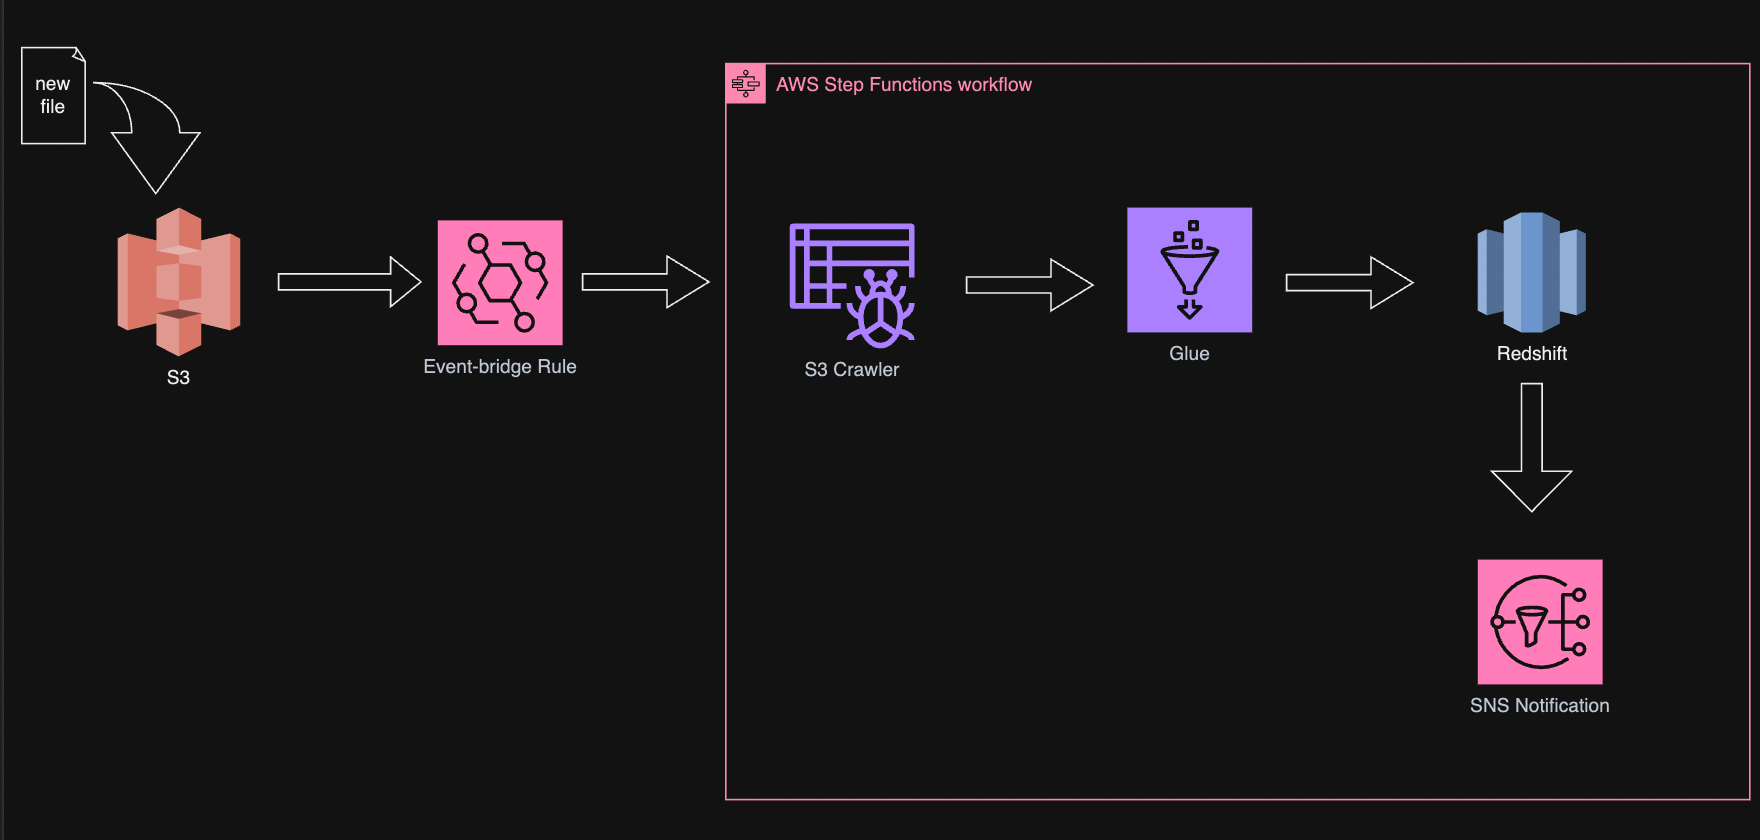 new
file
AWS Step Functions workflow
S3
Event-bridge Rule
S3 Crawler
Glue
Redshift
SNS Notification